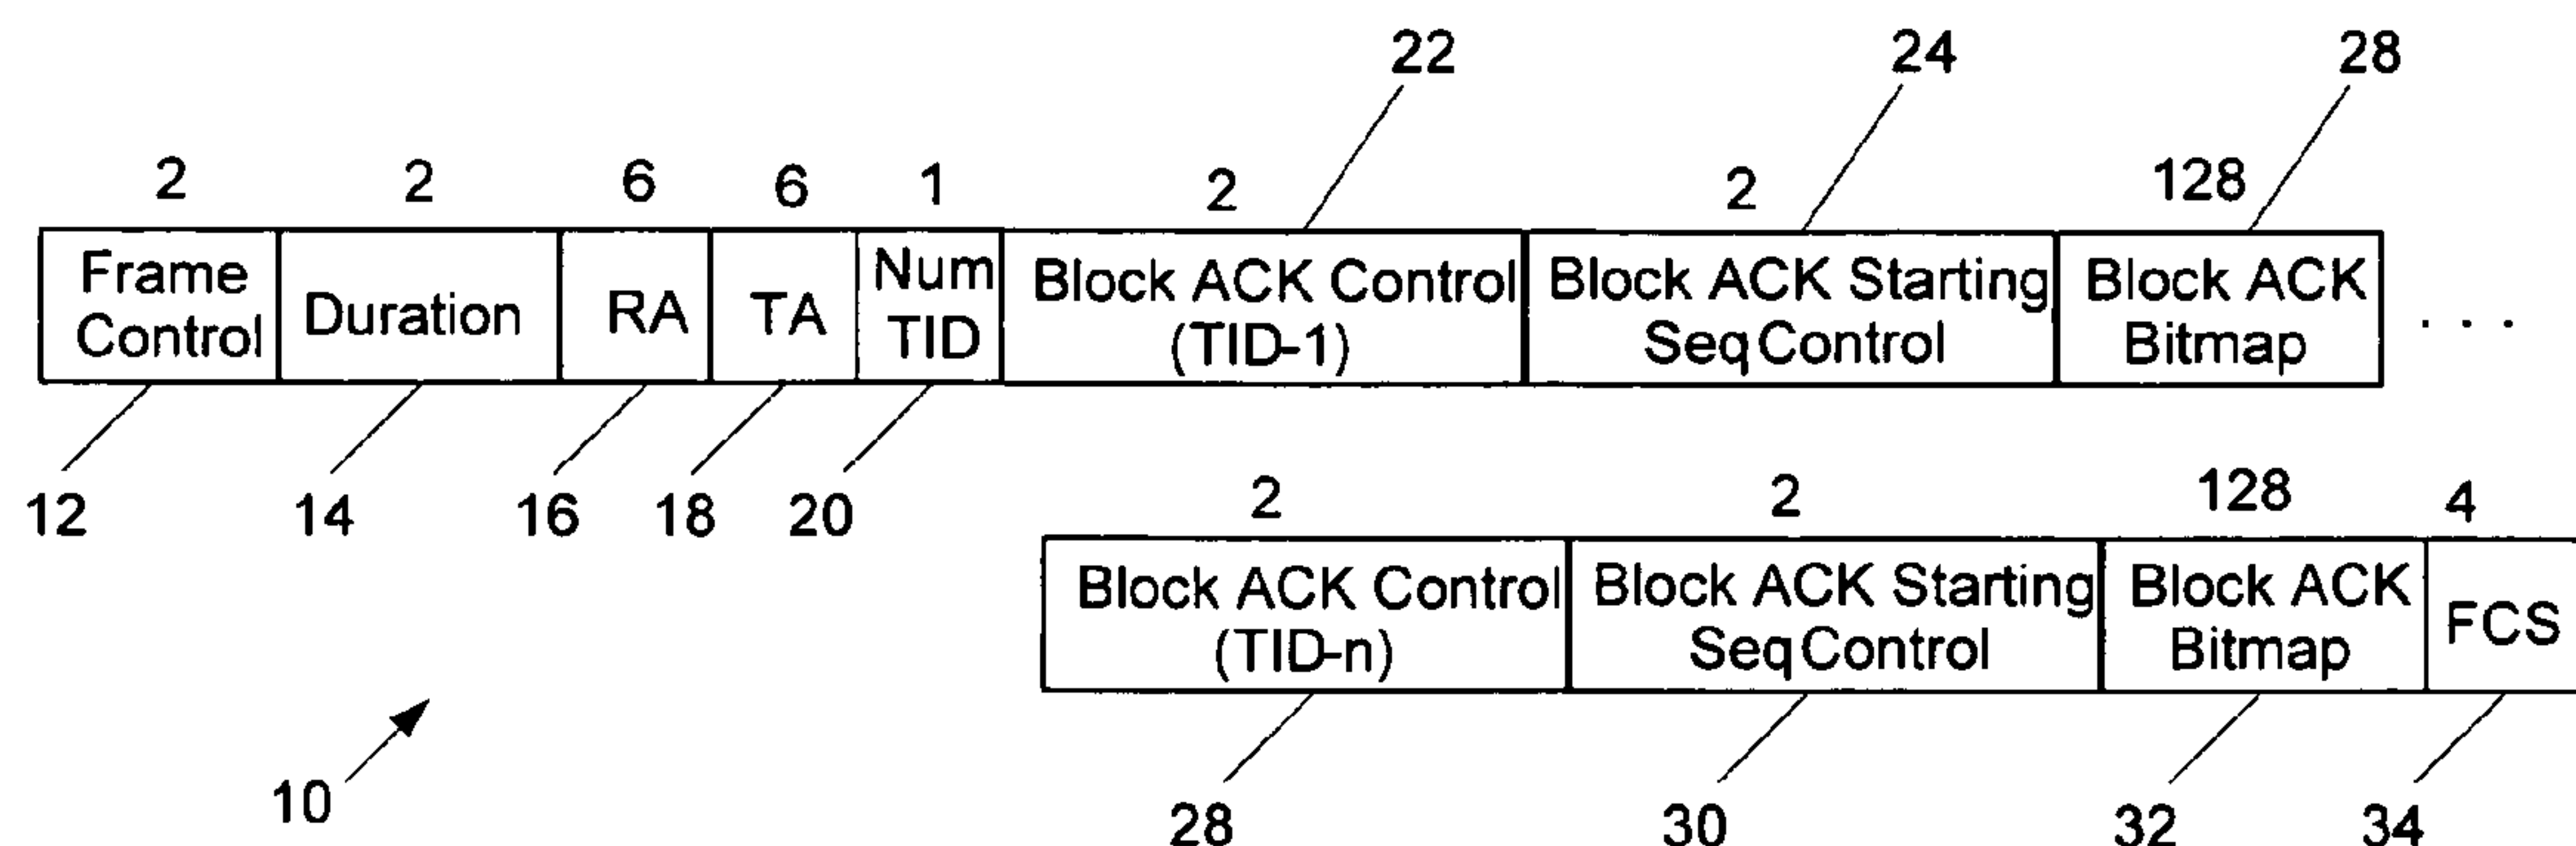 22 24 28
2 2 6 6 1 2 2 128
Frame Control Duration RA TA Num TID Block ACK Control (TID-1) Block ACK Starting Seq Control Block ACK Bitmap . . .
12 14 16 18 20
2 2 128 4
Block ACK Control (TID-n) Block ACK Starting Seq Control Block ACK Bitmap FCS
10 28 30 32 34